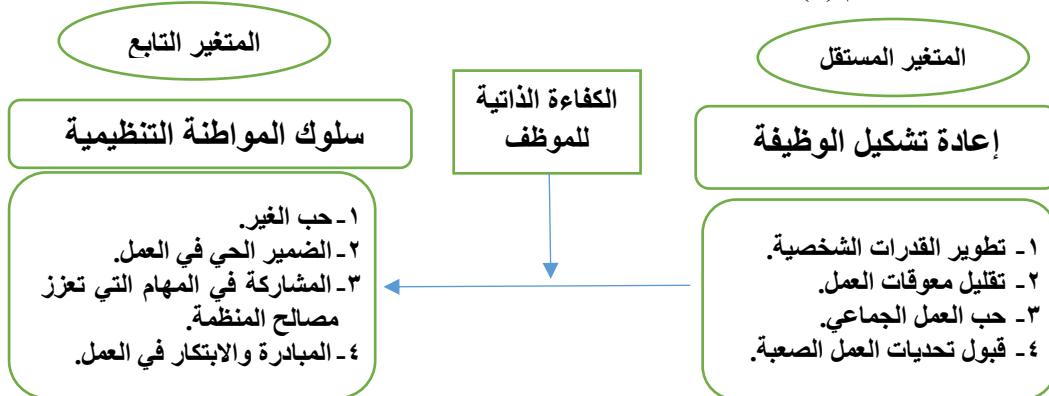 المتغير المستقل
المتغير التابع
الكفاءة الذاتية
للموظف
إعادة تشكيل الوظيفة
سلوك المواطنة التنظيمية
١- تطوير القدرات الشخصية.
٢- تقليل معوقات العمل.
٣- حب العمل الجماعي.
٤- قبول تحديات العمل الصعبة.
١- حب الغير.
٢- الضمير الحي في العمل.
٣- المشاركة في المهام التي تعزز
مصالح المنظمة.
٤- المبادرة والابتكار في العمل.